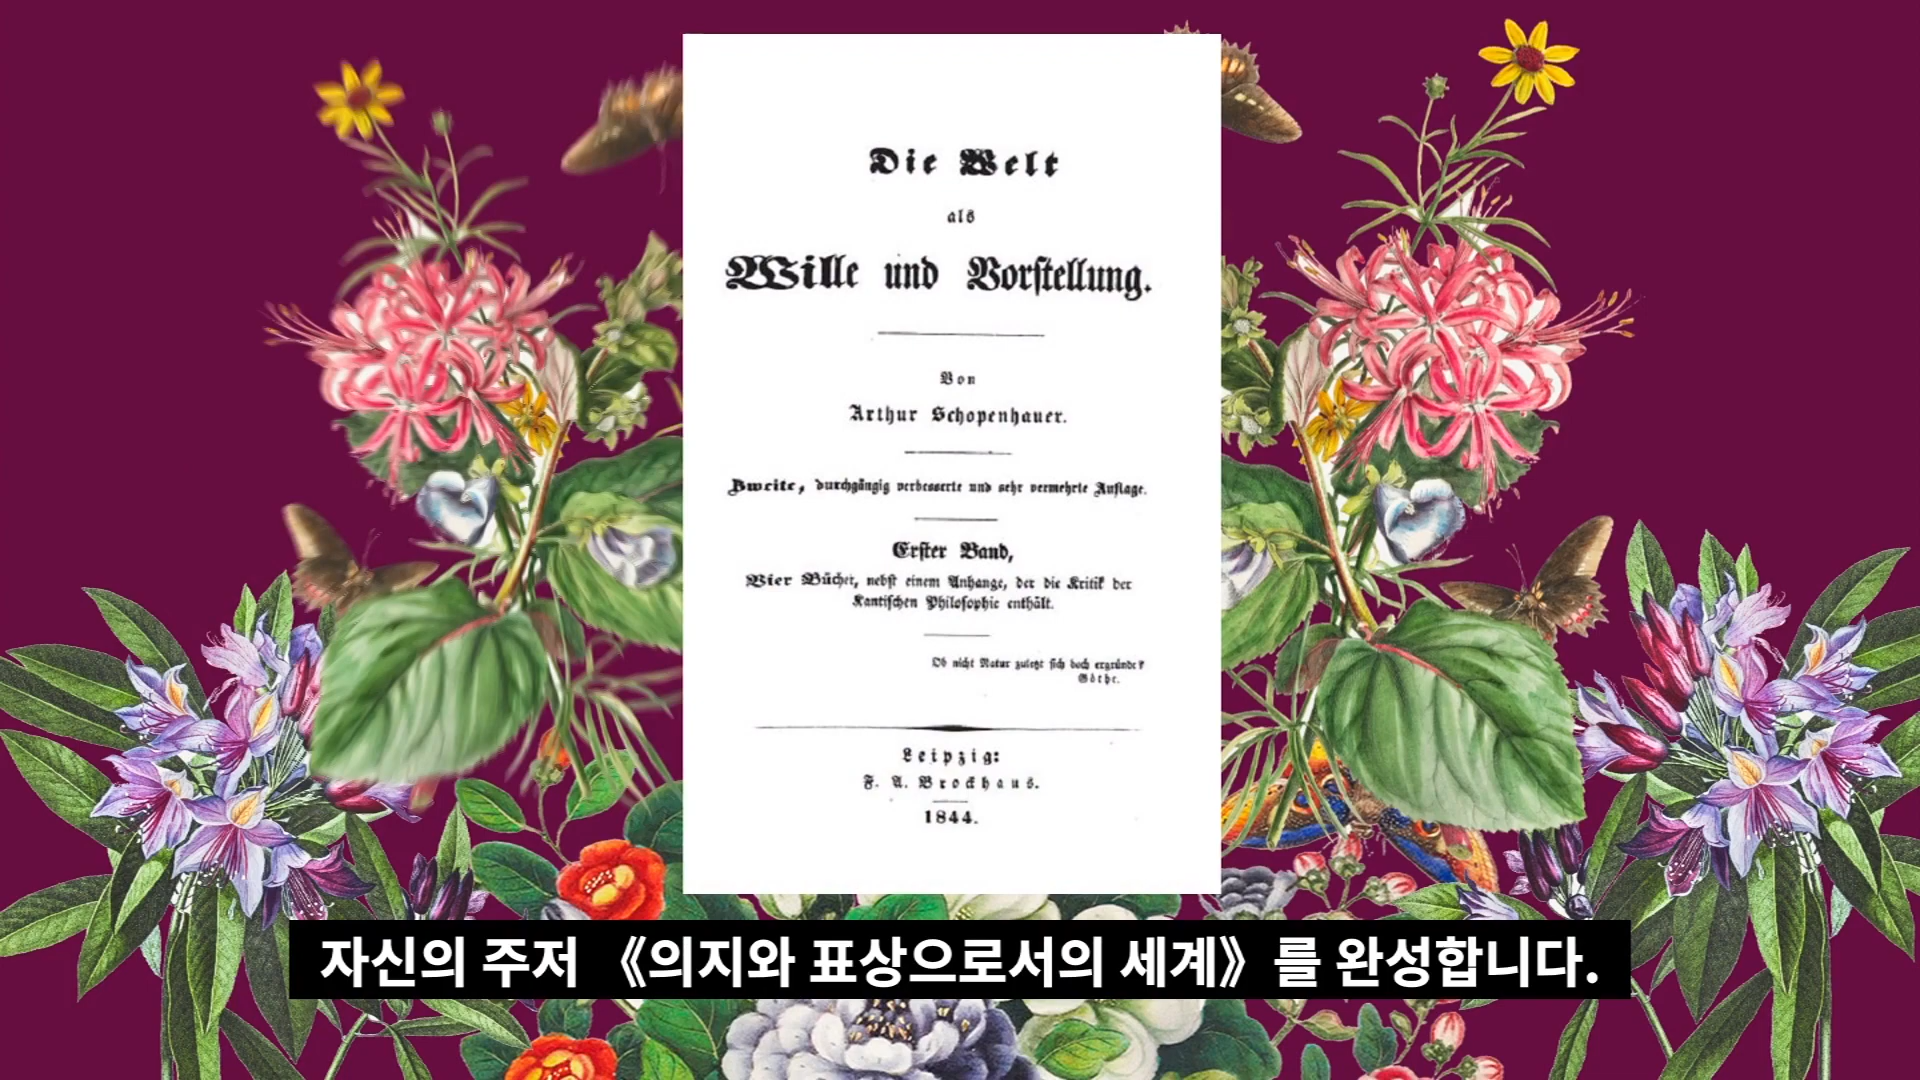 Die Welt
als
Wille und Vorſtellung.
Von
Arthur Schopenhauer.
Zweite, durchgängig verbesserte und sehr vermehrte Auflage.
Erſter Band,
Vier Bücher, nebſt einem Anhange, der die Kritik der
Kantiſchen Philoſophie enthält.
Ob nicht Natur zuletzt ſich doch ergründe?
Göthe.
Leipzig:
F. A. Brockhaus.
1844.
자신의 주저 《의지와 표상으로서의 세계》를 완성합니다.